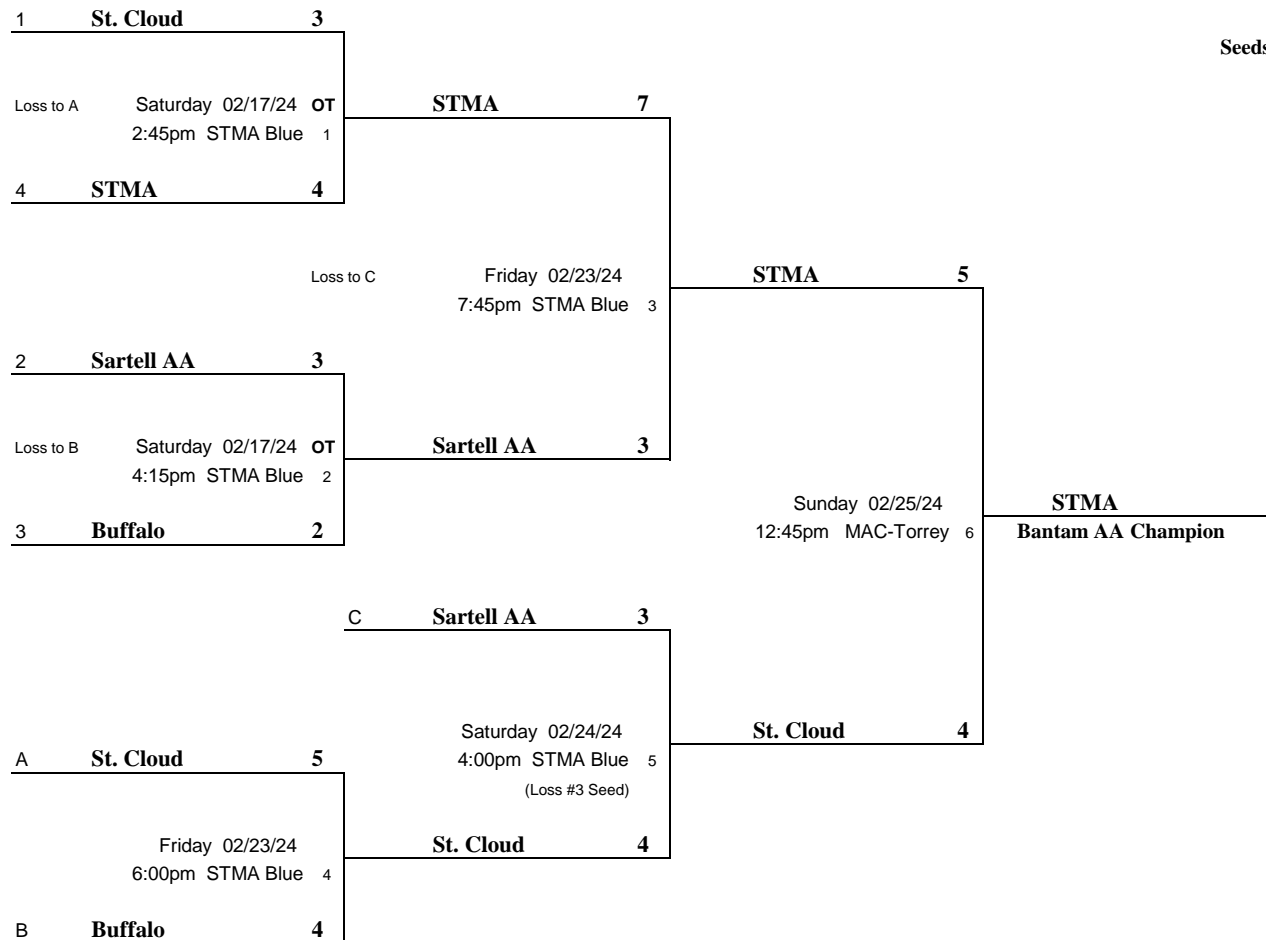 1 St. Cloud 3
Seeds
Loss to A Saturday 02/17/24 OT STMA 7
2:45pm STMA Blue 1
4 STMA 4
Loss to C Friday 02/23/24 STMA 5
7:45pm STMA Blue 3
2 Sartell AA 3
Loss to B Saturday 02/17/24 OT Sartell AA 3
4:15pm STMA Blue 2
Sunday 02/25/24 STMA
3 Buffalo 2 12:45pm MAC-Torrey 6 Bantam AA Champion
C Sartell AA 3
Saturday 02/24/24 St. Cloud 4
A St. Cloud 5 4:00pm STMA Blue 5
(Loss #3 Seed)
Friday 02/23/24 St. Cloud 4
6:00pm STMA Blue 4
B Buffalo 4